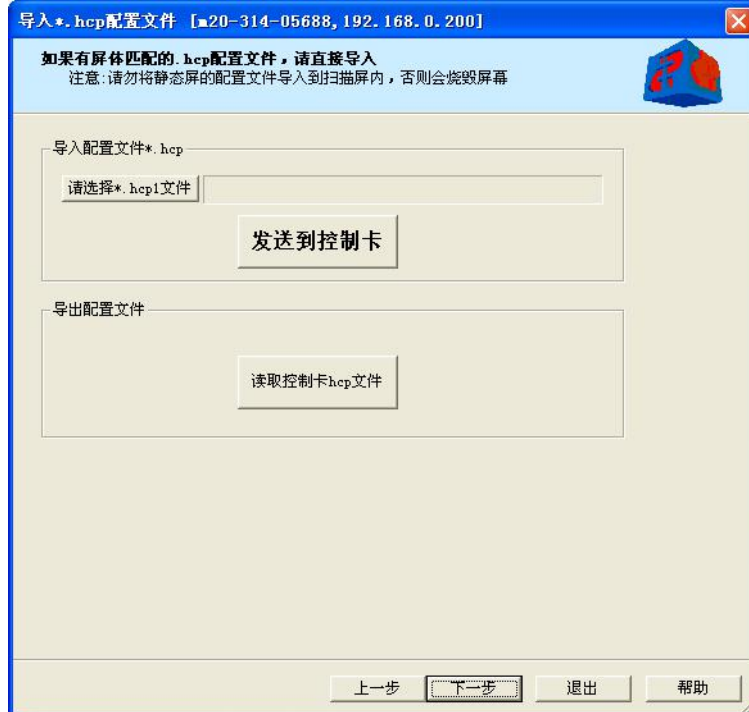 导入*.hcp配置文件 [m20-314-05688,192.168.0.200]
如果有屏体匹配的.hcp配置文件，请直接导入
注意:请勿将静态屏的配置文件导入到扫描屏内，否则会烧毁屏幕
导入配置文件*.hcp
请选择*.hcp1文件
发送到控制卡
导出配置文件
读取控制卡hcp文件
上一步 下一步 退出 帮助